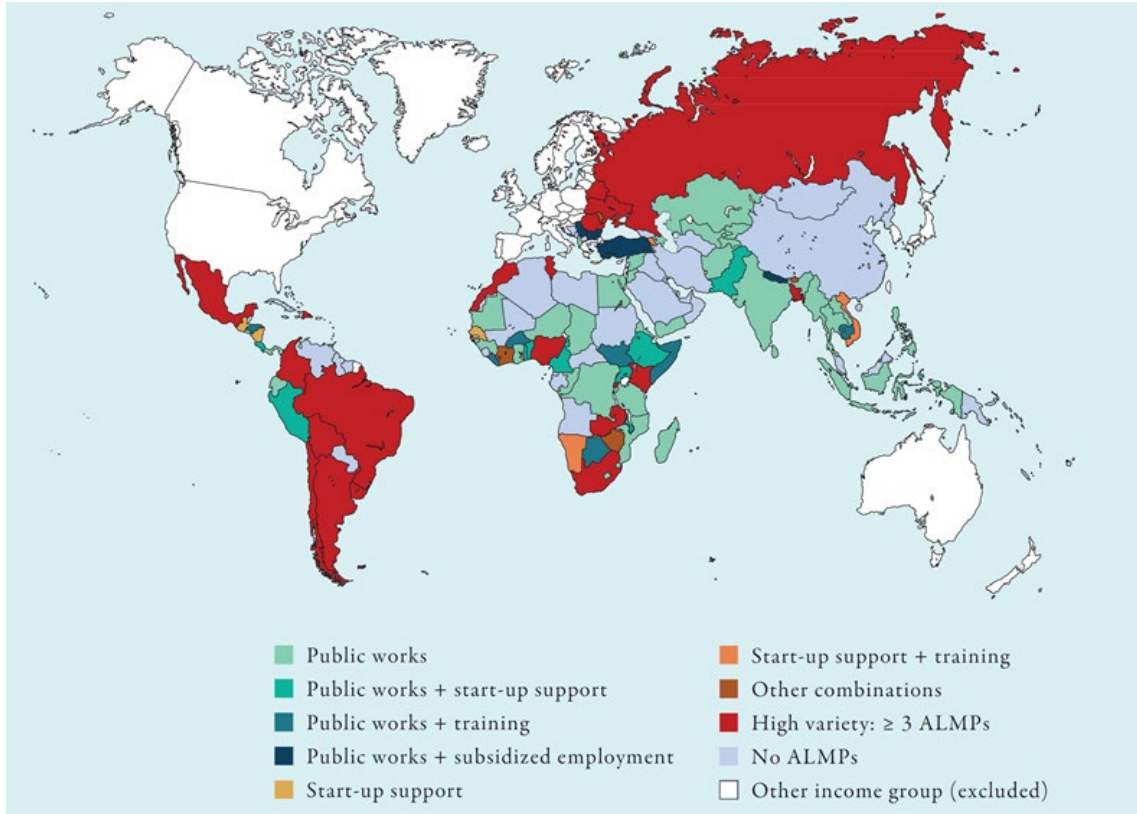 Public works
Public works + start-up support
Public works + training
Public works + subsidized employment
Start-up support
Start-up support + training
Other combinations
High variety: ≥ 3 ALMPs
No ALMPs
Other income group (excluded)